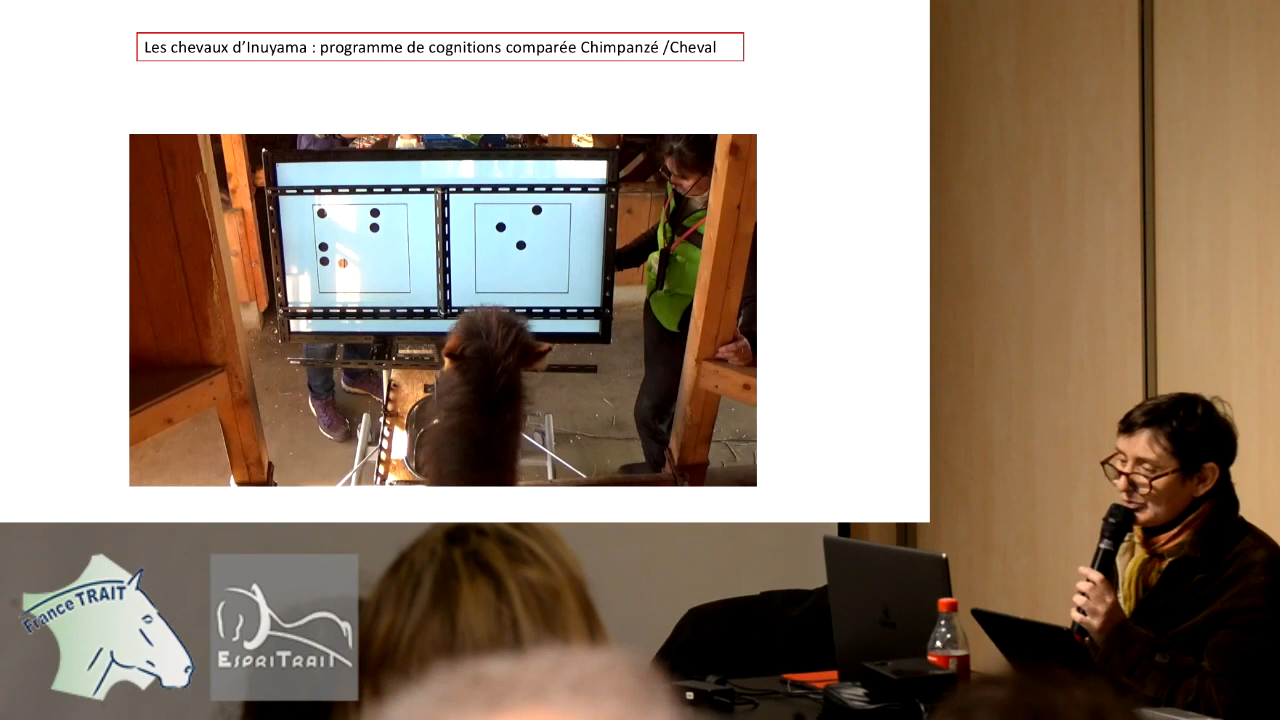 Les chevaux d’Inuyama : programme de cognitions comparée Chimpanzé /Cheval
France TRAIT
ESPRITRAIT